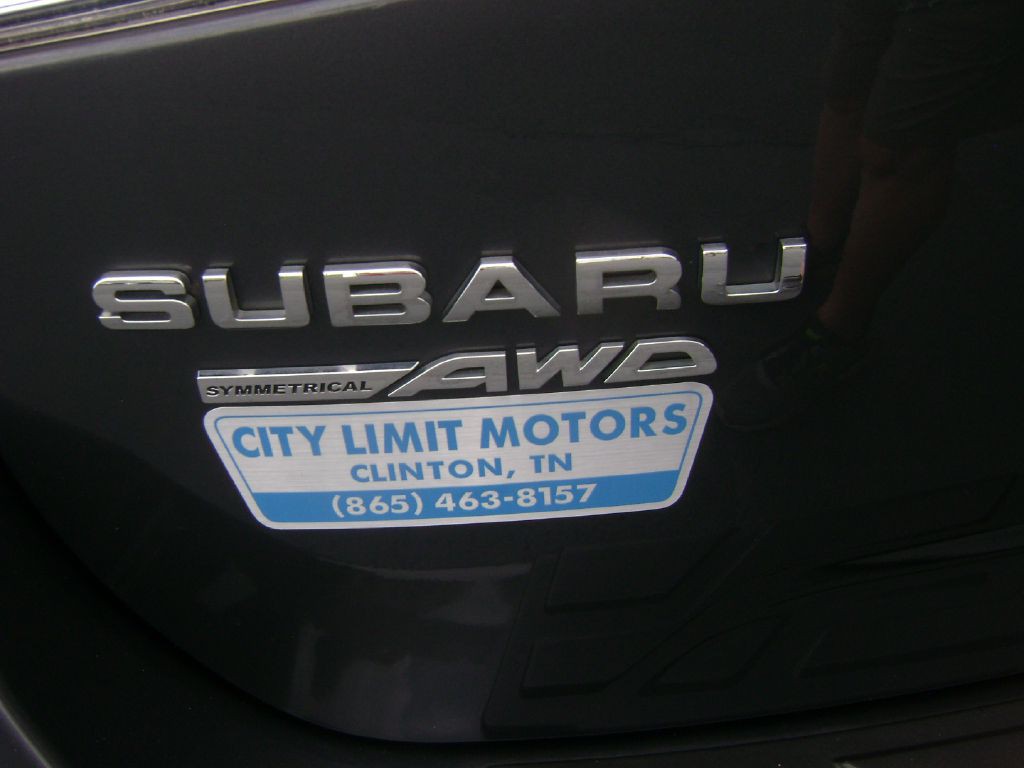 SUBARU
SYMMETRICAL AWD
CITY LIMIT MOTORS
CLINTON, TN
(865) 463-8157